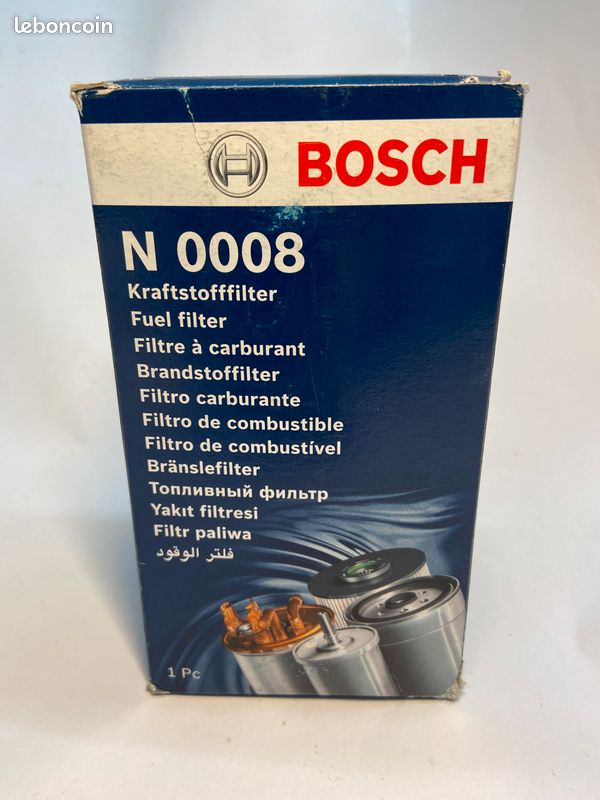 leboncoin
BOSCH
N 0008
Kraftstofffilter
Fuel filter
Filtre à carburant
Brandstoffilter
Filtro carburante
Filtro de combustible
Filtro de combustível
Bränslefilter
Топливный фильтр
Yakıt filtresi
Filtr paliwa
فلتر الوقود
1 Pc